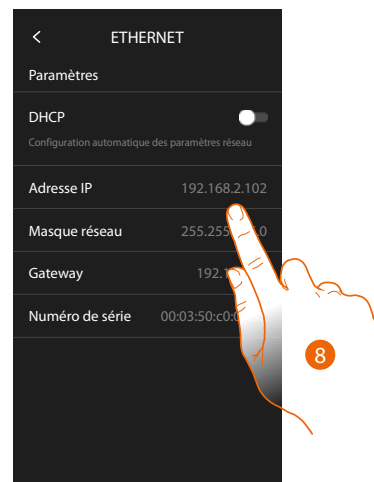 < ETHERNET
Paramètres
DHCP
Configuration automatique des paramètres réseau
Adresse IP 192.168.2.102
Masque réseau 255.255
Gateway 192.
Numéro de série 00:03:50:c0:
8